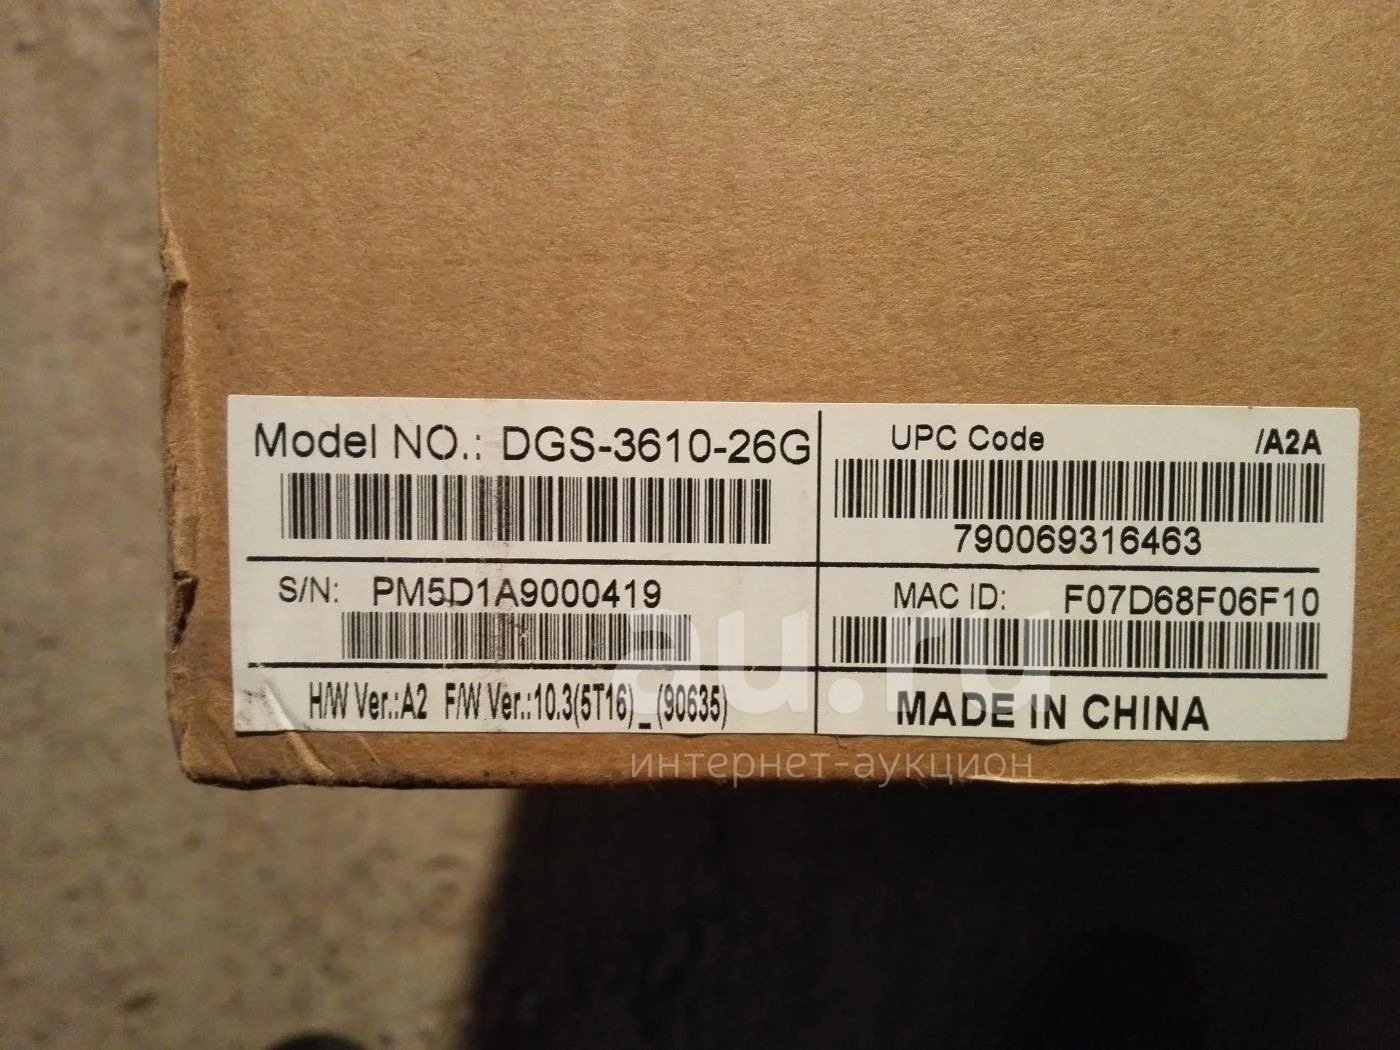 Model NO.: DGS-3610-26G
UPC Code /A2A
790069316463
S/N: PM5D1A9000419
MAC ID: F07D68F06F10
H/W Ver.:A2 F/W Ver.:10.3(5T16)_(90635)
MADE IN CHINA
au.ru
интернет-аукцион